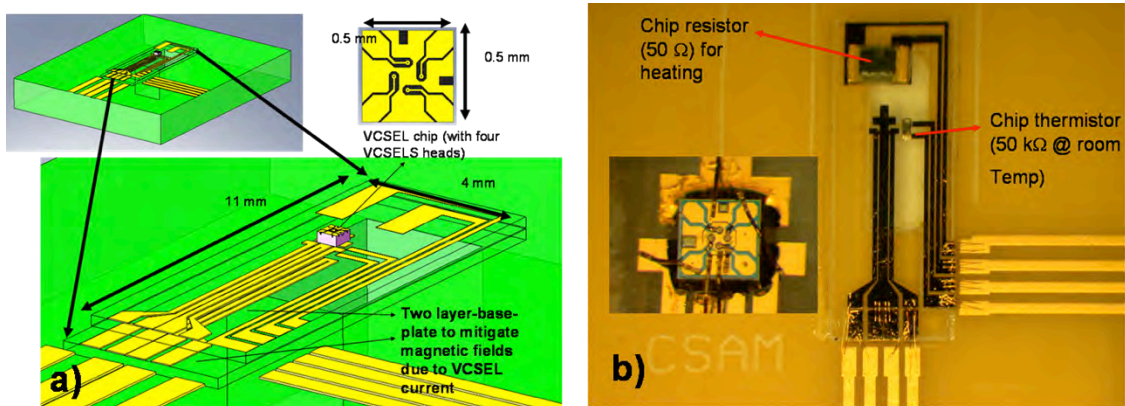 0.5 mm
0.5 mm
VCSEL chip (with four
VCSELS heads)
4 mm
11 mm
Two layer-base-
plate to mitigate
magnetic fields
due to VCSEL
current
a)
Chip resistor
(50 Ω) for
heating
Chip thermistor
(50 kΩ @ room
Temp)
CSAM
b)